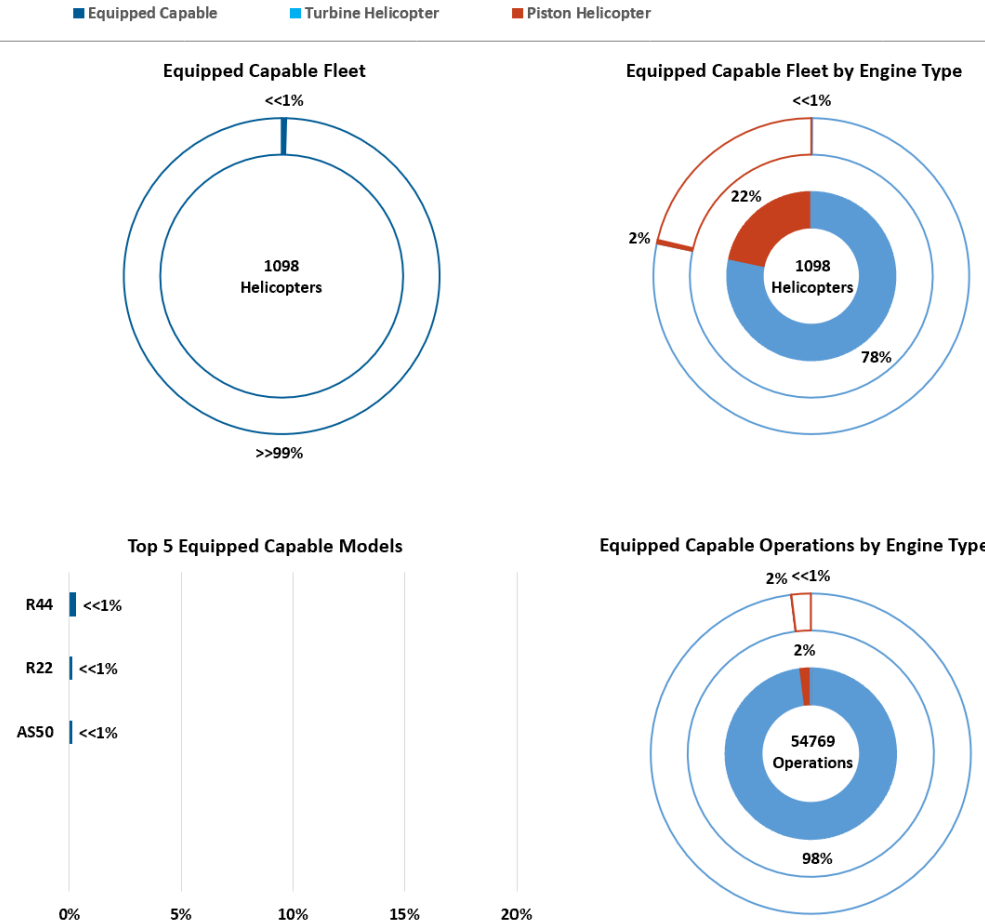 Equipped Capable
Turbine Helicopter
Piston Helicopter
Equipped Capable Fleet
<<1%
1098
Helicopters
>>99%
Equipped Capable Fleet by Engine Type
<<1%
22%
2%
1098
Helicopters
78%
Top 5 Equipped Capable Models
R44
<<1%
R22
<<1%
AS50
<<1%
0%
5%
10%
15%
20%
Equipped Capable Operations by Engine Type
2% <<1%
2%
54769
Operations
98%